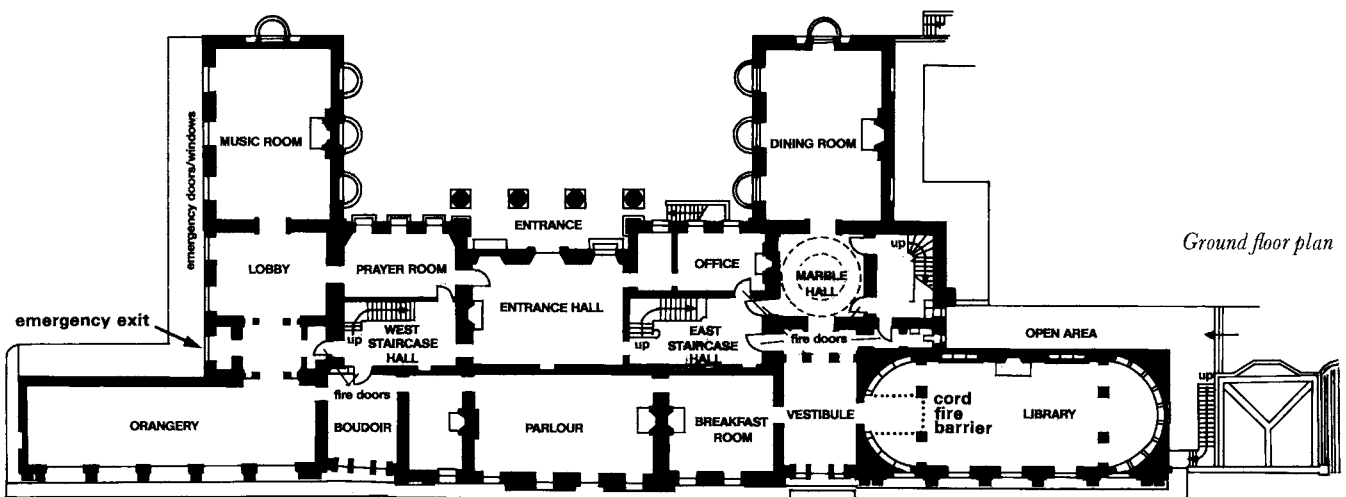 MUSIC ROOM
DINING ROOM
emergency doors/windows
ENTRANCE
up
Ground floor plan
LOBBY
PRAYER ROOM
OFFICE
MARBLE
HALL
ENTRANCE HALL
emergency exit
up
WEST
STAIRCASE
HALL
up
EAST
STAIRCASE
HALL
fire doors
OPEN AREA
up
fire doors
ORANGERY
BOUDOIR
PARLOUR
BREAKFAST
ROOM
VESTIBULE
cord
fire
barrier
LIBRARY